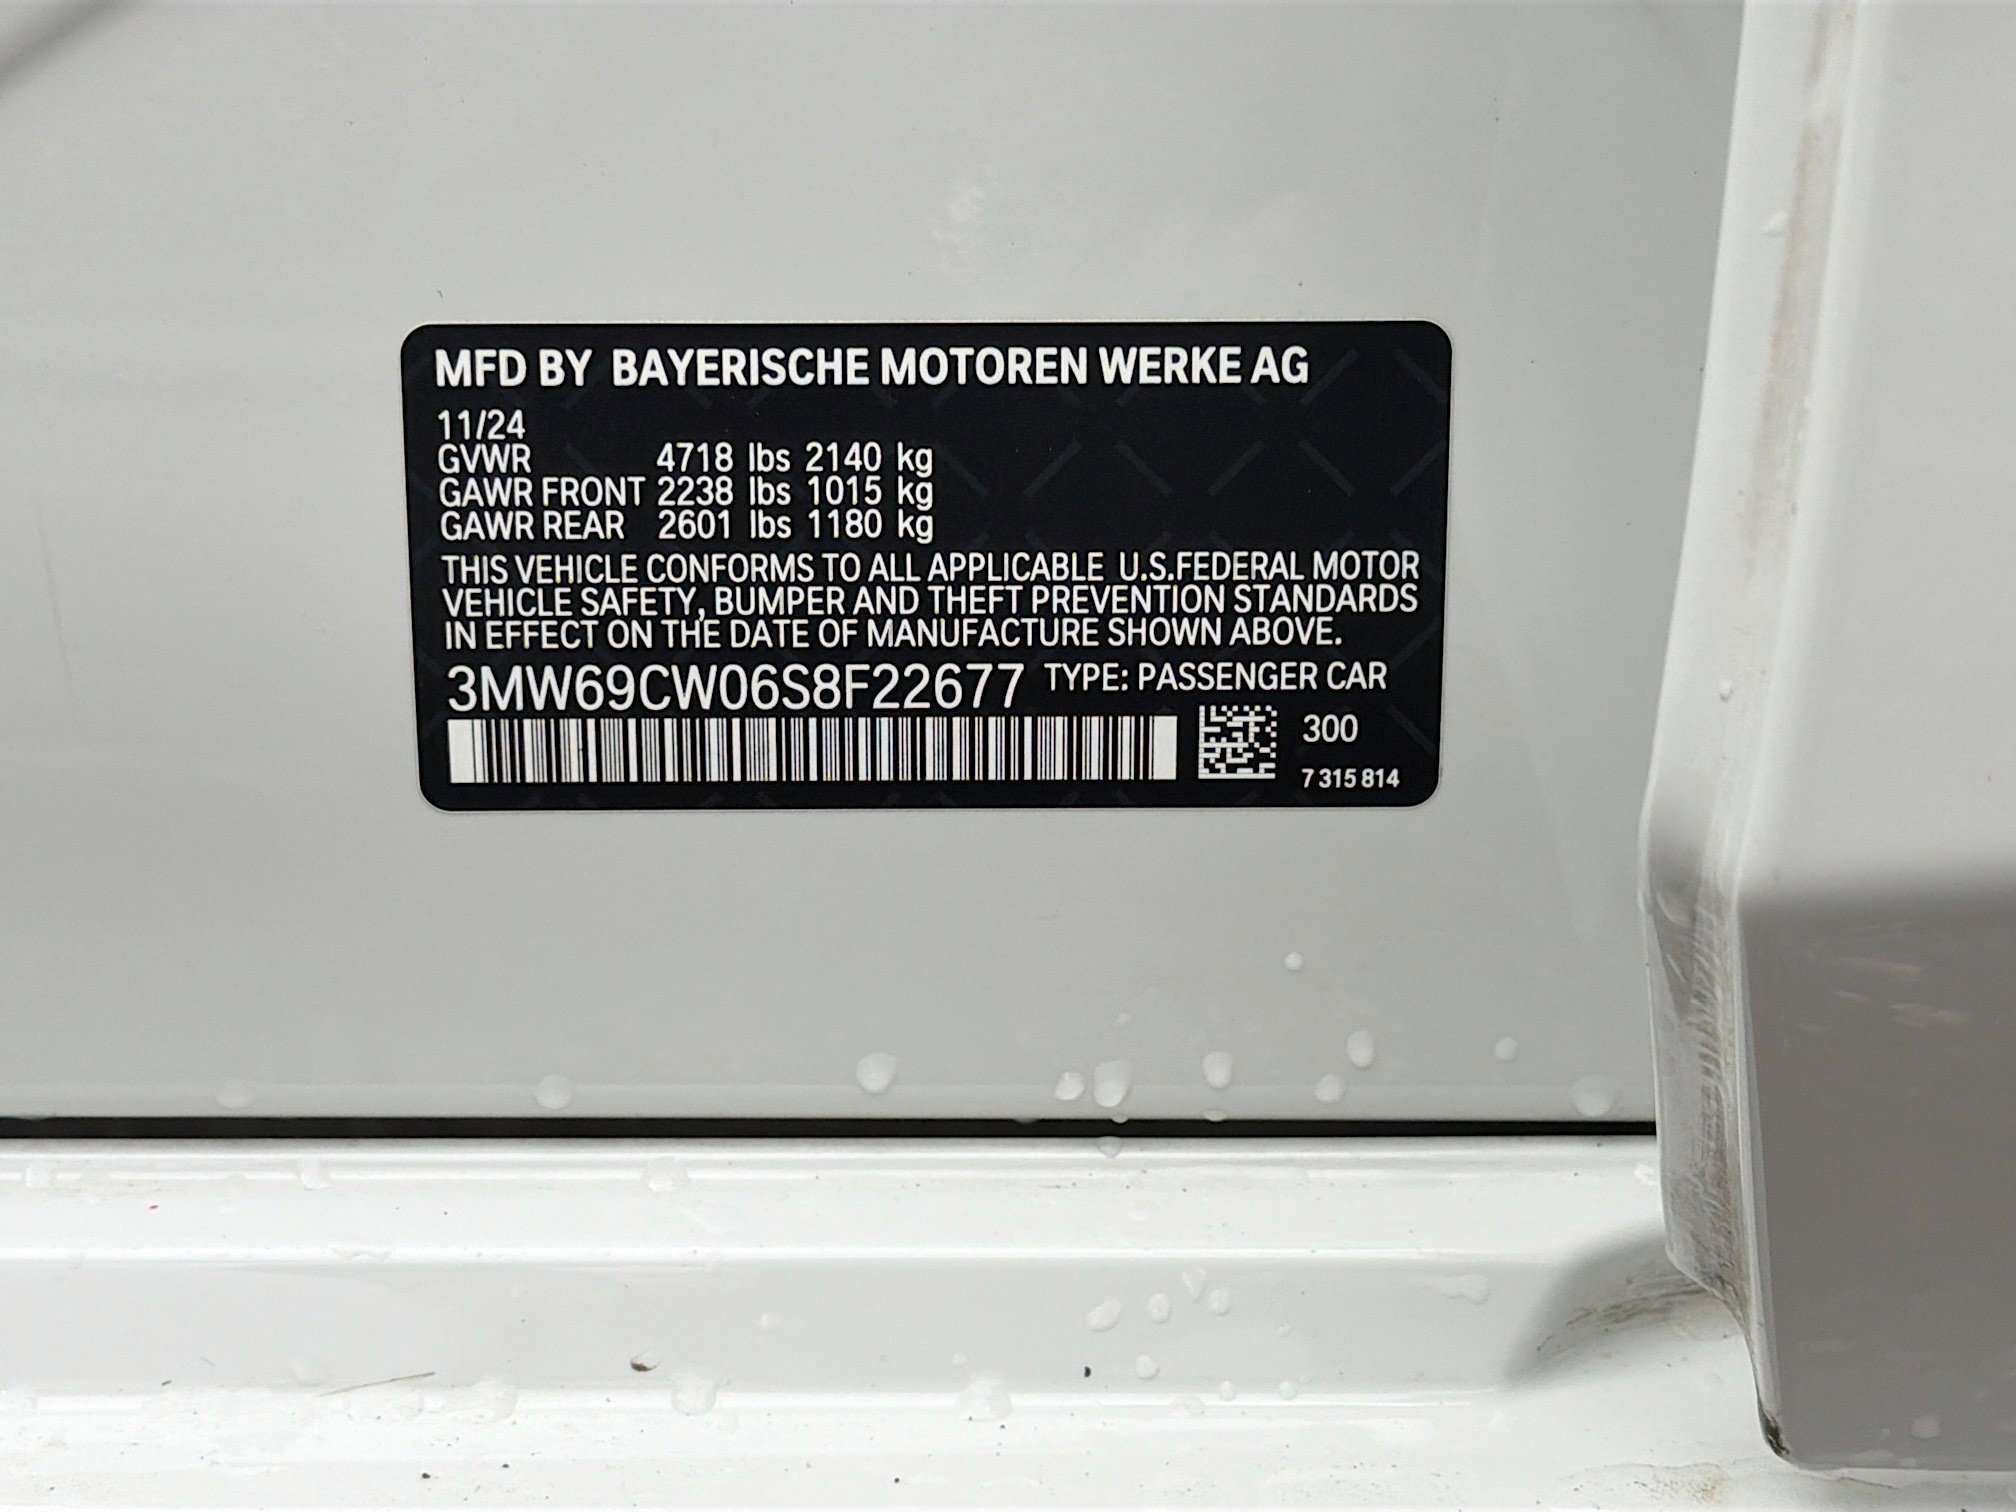 MFD BY BAYERISCHE MOTOREN WERKE AG
11/24
GVWR 4718 lbs 2140 kg
GAWR FRONT 2238 lbs 1015 kg
GAWR REAR 2601 lbs 1180 kg
THIS VEHICLE CONFORMS TO ALL APPLICABLE U.S.FEDERAL MOTOR
VEHICLE SAFETY, BUMPER AND THEFT PREVENTION STANDARDS
IN EFFECT ON THE DATE OF MANUFACTURE SHOWN ABOVE.
3MW69CW06S8F22677 TYPE: PASSENGER CAR
300
7 315 814